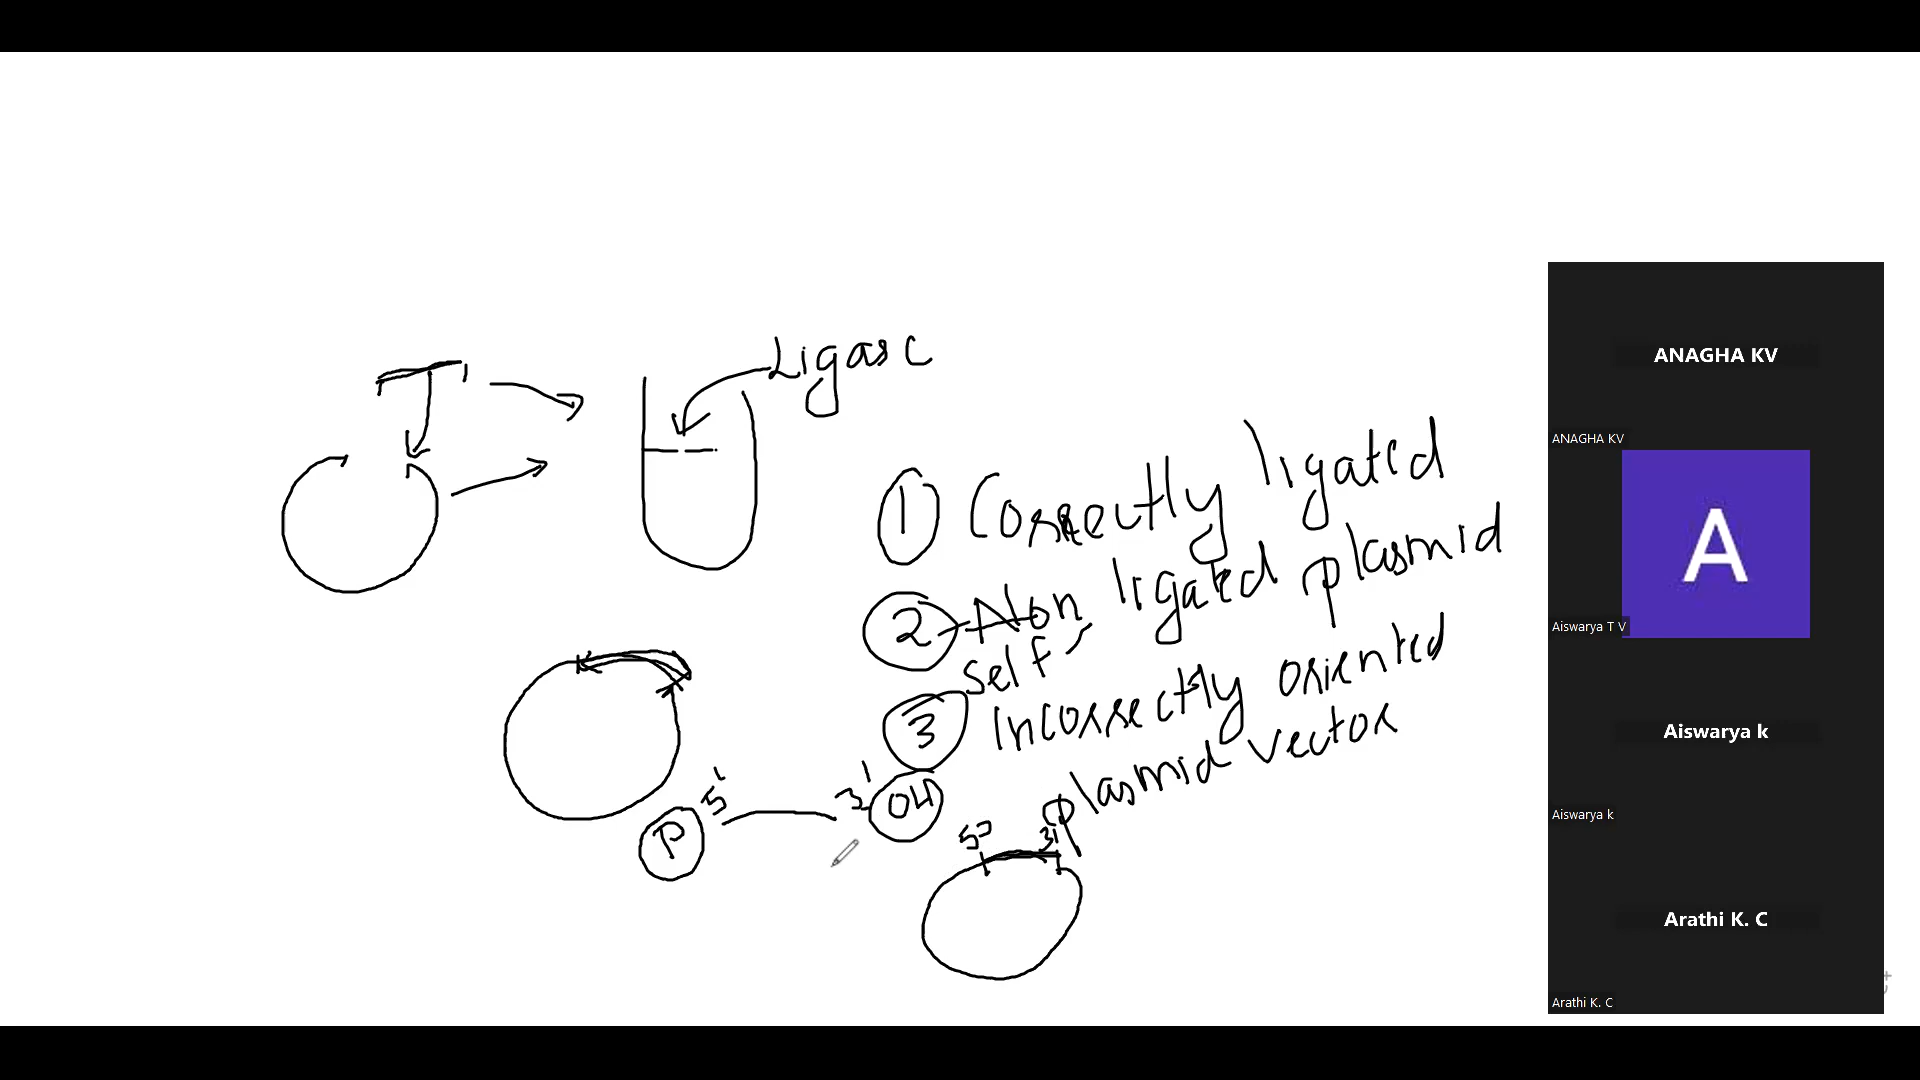 Ligase
1 Correctly ligated
2 Non ligated plasmid
Self
3 Incorrectly oriented
plasmid vector
P 5' 3' OH
5' 3'
ANAGHA KV
ANAGHA KV
A
Aiswarya T V
Aiswarya k
Aiswarya k
Arathi K. C
Arathi K. C